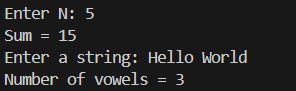 Enter N: 5
Sum = 15
Enter a string: Hello World
Number of vowels = 3